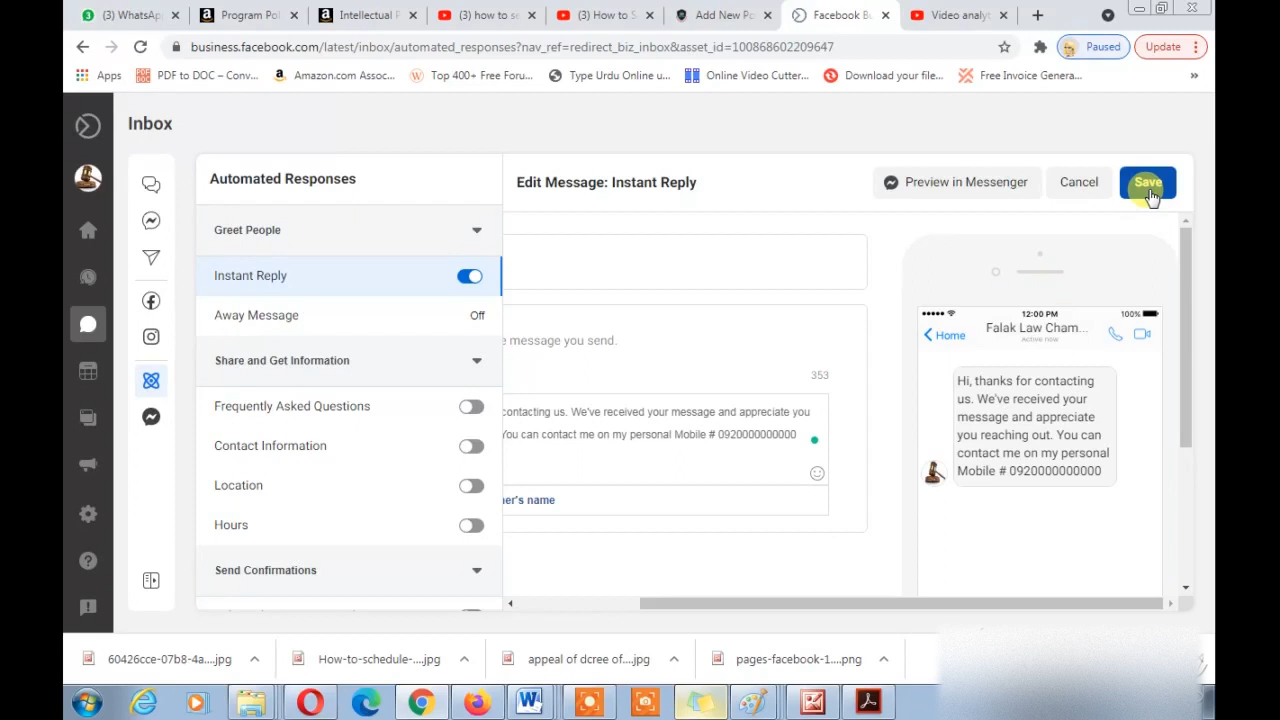 (3) WhatsAp
Program Pol
Intellectual P
(3) how to se
(3) How To S
Add New Po
Facebook Bu
Video analyt
business.facebook.com/latest/inbox/automated_responses?nav_ref=redirect_biz_inbox&asset_id=100868602209647
Paused
Update
Apps
PDF to DOC – Conv...
Amazon.com Assoc...
Top 400+ Free Foru...
Type Urdu Online u...
Online Video Cutter...
Download your file...
Free Invoice Genera...
»
Inbox
Automated Responses
Edit Message: Instant Reply
Preview in Messenger
Cancel
Save
Greet People
Instant Reply
Away Message
Off
Share and Get Information
Frequently Asked Questions
Contact Information
Location
Hours
Send Confirmations
e message you send.
353
contacting us. We've received your message and appreciate you
You can contact me on my personal Mobile # 0920000000000
er's name
12:00 PM
100%
Home
Falak Law Cham...
Active now
Hi, thanks for contacting
us. We've received your
message and appreciate
you reaching out. You can
contact me on my personal
Mobile # 0920000000000
60426cce-07b8-4a....jpg
How-to-schedule-....jpg
appeal of dcree of....jpg
pages-facebook-1....png